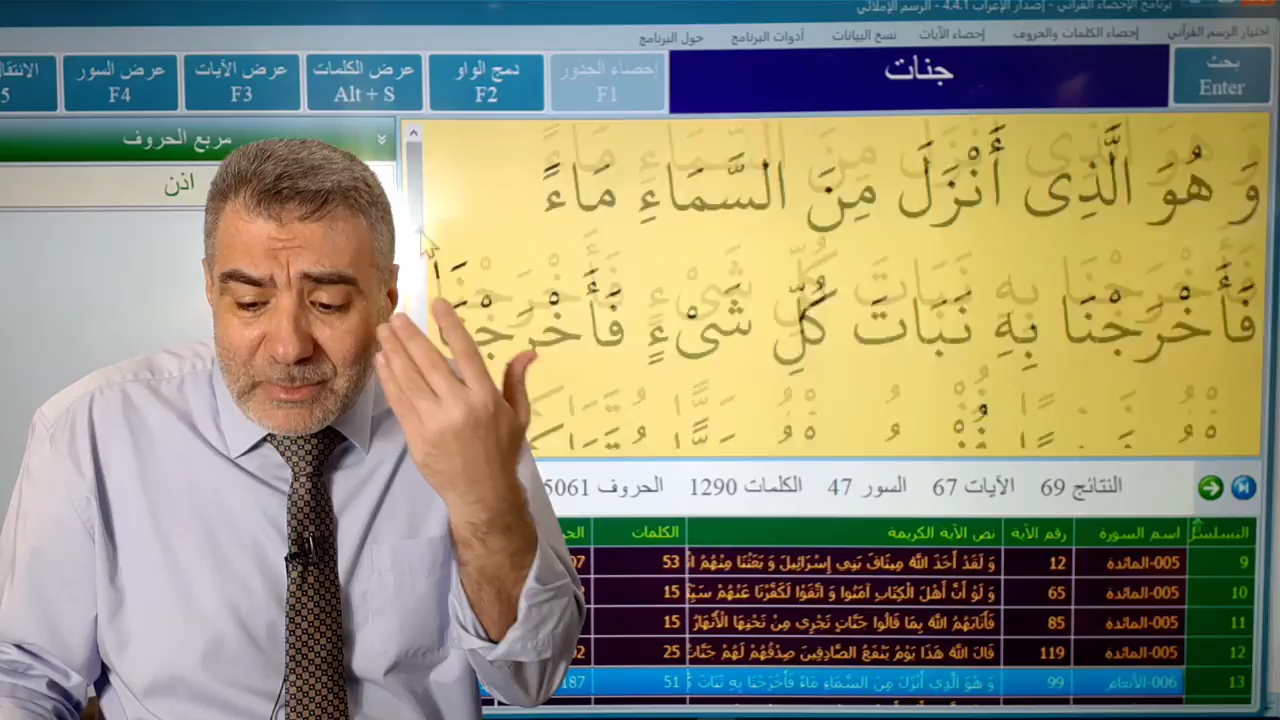 برنامج الإحصاء القرآني - إصدار الإعراب 4.4.1 - الرسم الإملائي
اختيار الرسم القرآني إحصاء الكلمات والحروف إحصاء الآيات نسخ البيانات أدوات البرنامج حول البرنامج
بحث
Enter
جنات
إحصاء الجذور
F1
دمج الواو
F2
عرض الكلمات
Alt + S
عرض الآيات
F3
عرض السور
F4
مربع الحروف
اذن
وَ هُوَ الَّذِى أَنْزَلَ مِنَ السَّمَاءِ مَاءً
فَأَخْرَجْنَا بِهِ نَبَاتَ كُلِّ شَىْءٍ فَأَخْرَجْنَا
النتائج 69 الآيات 67 السور 47 الكلمات 1290 الحروف 5061
التسلسل اسم السورة رقم الآية نص الآية الكريمة الكلمات
9 005-المائدة 12 وَ لَقَدْ أَخَذَ اللَّهُ مِيثَاقَ بَنِي إِسْرَائِيلَ وَ بَعَثْنَا مِنْهُمُ 53
10 005-المائدة 65 وَ لَوْ أَنَّ أَهْلَ الْكِتَابِ آمَنُوا وَ اتَّقَوْا لَكَفَّرْنَا عَنْهُمْ 15
11 005-المائدة 85 فَأَثَابَهُمُ اللَّهُ بِمَا قَالُوا جَنَّاتٍ تَجْرِي مِنْ تَحْتِهَا الْأَنْهَارُ 15
12 005-المائدة 119 قَالَ اللَّهُ هَذَا يَوْمُ يَنْفَعُ الصَّادِقِينَ صِدْقُهُمْ لَهُمْ 25
13 006-الأنعام 99 وَ هُوَ الَّذِي أَنْزَلَ مِنَ السَّمَاءِ مَاءً فَأَخْرَجْنَا بِهِ نَبَاتَ 51 187